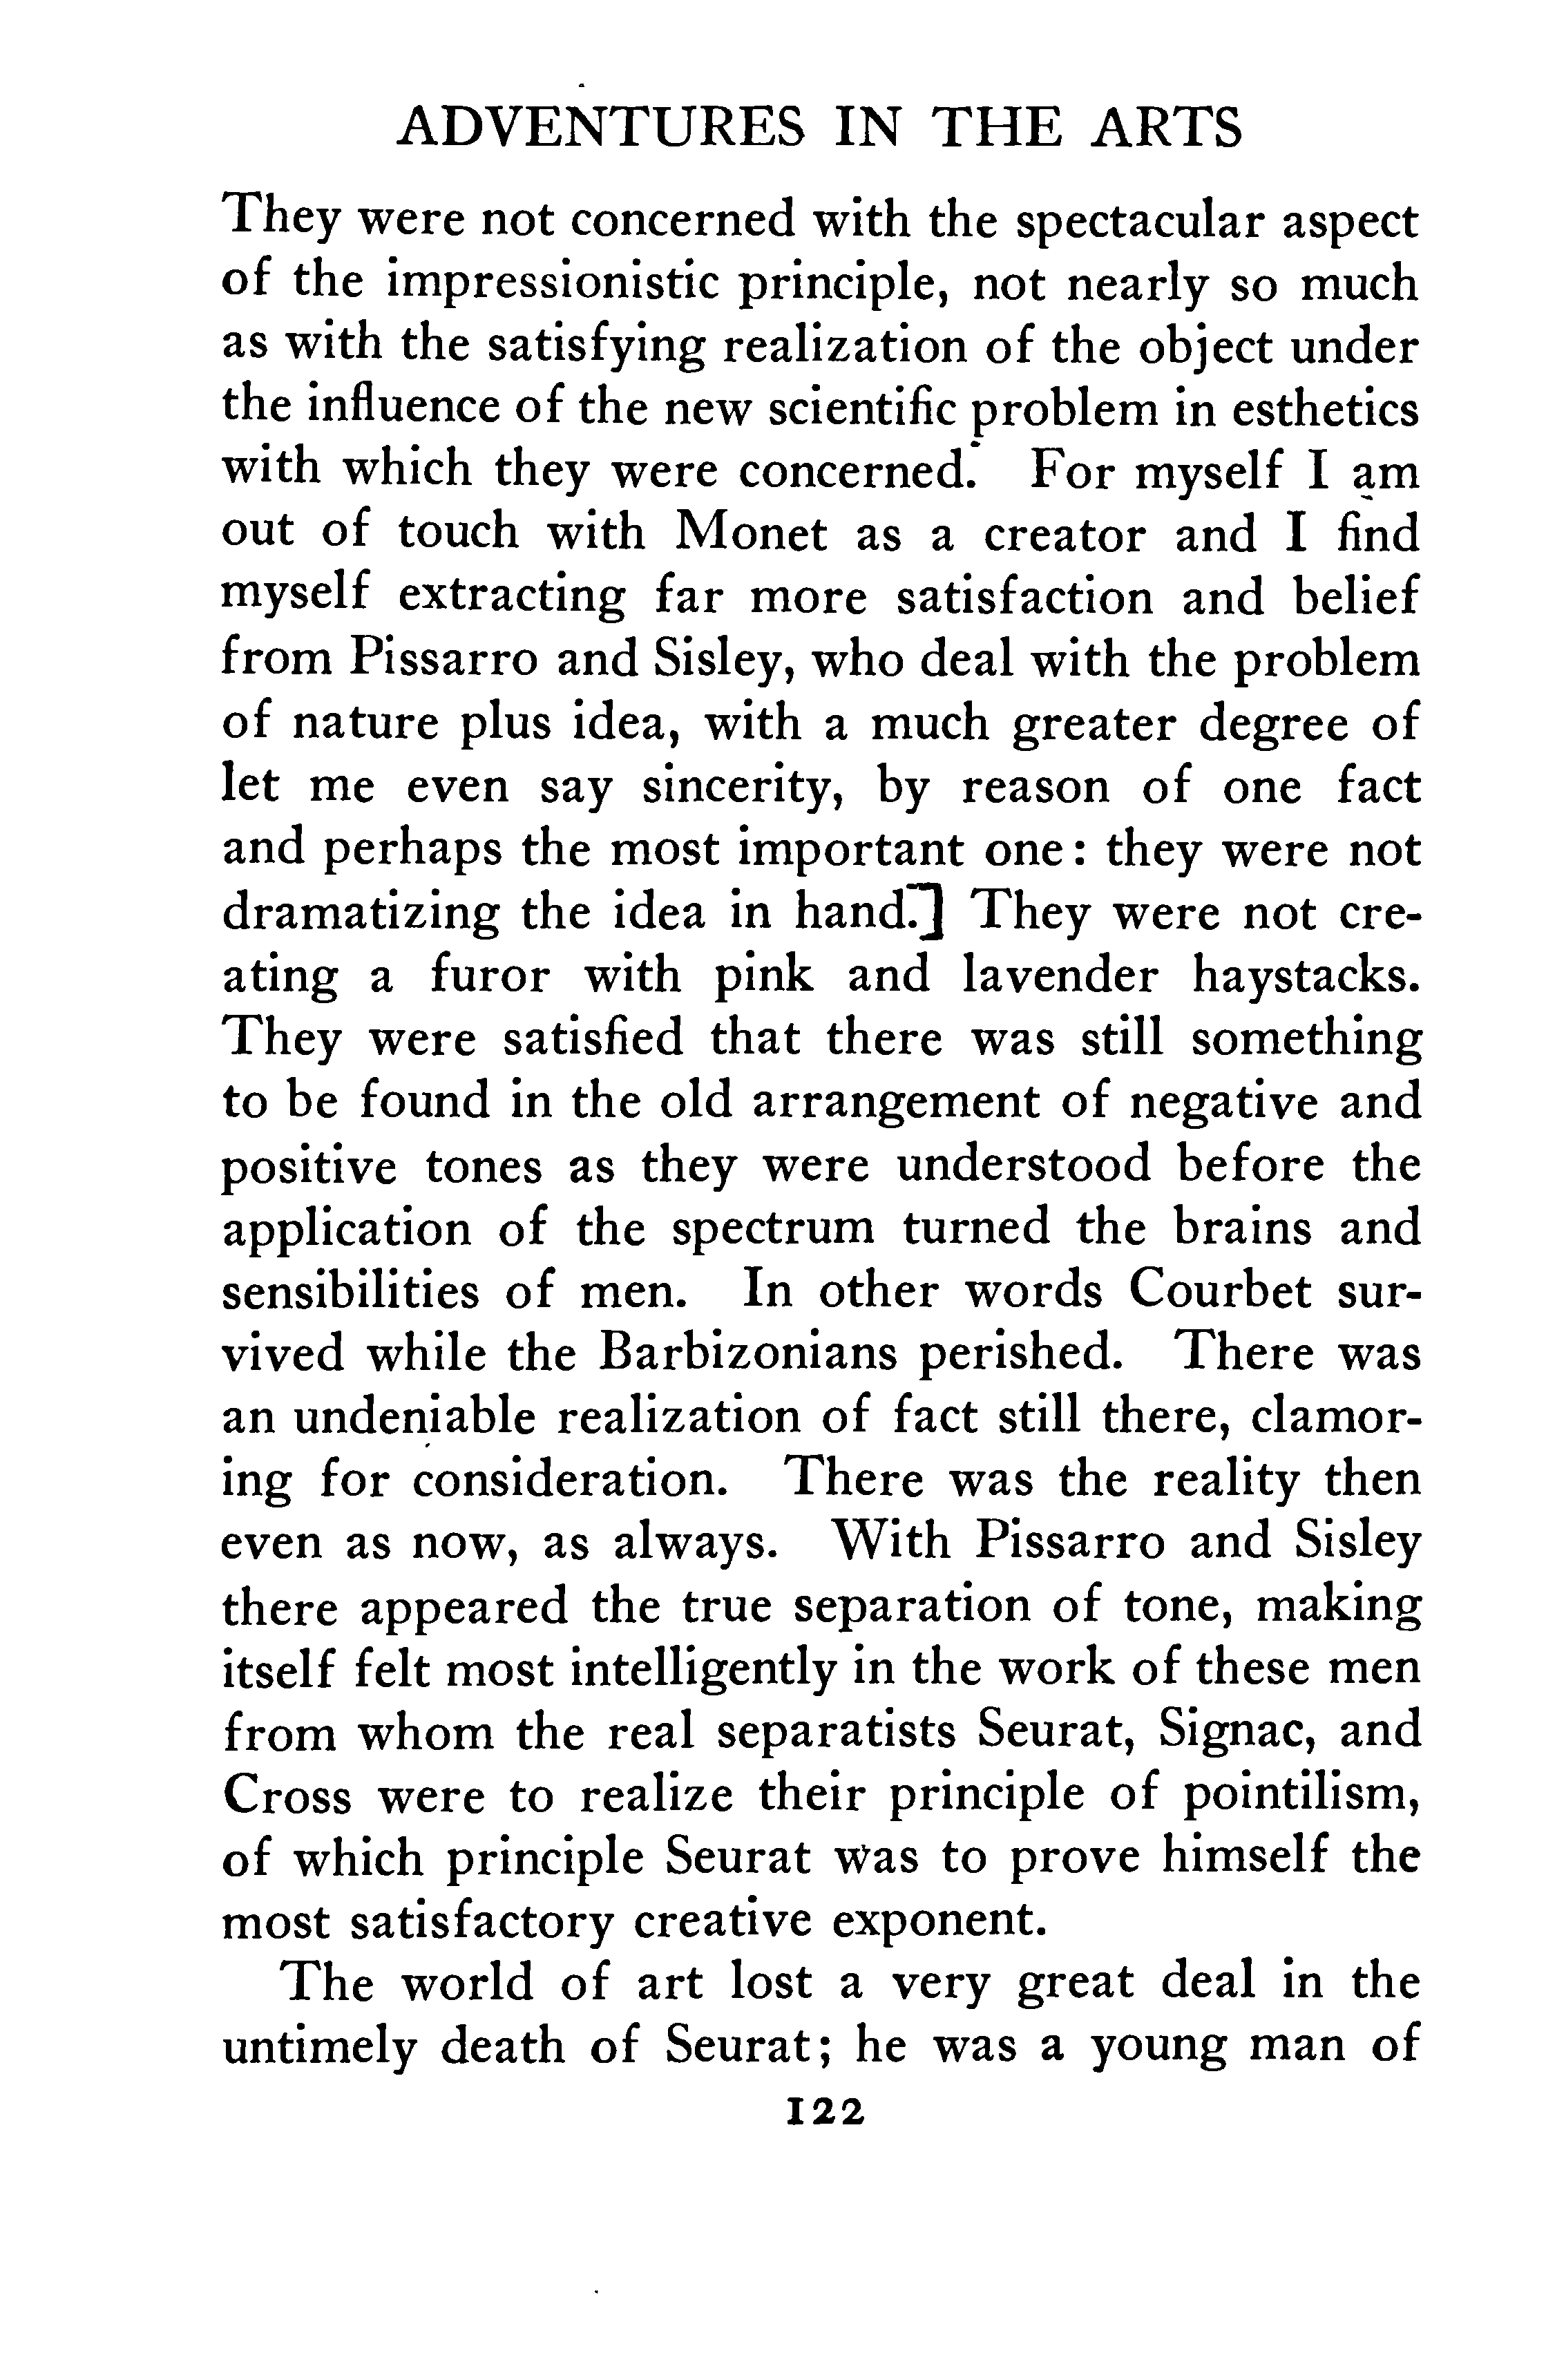 ADVENTURES IN THE ARTS
They were not concerned with the spectacular aspect
of the impressionistic principle, not nearly so much
as with the satisfying realization of the object under
the influence of the new scientific problem in esthetics
with which they were concerned. For myself I am
out of touch with Monet as a creator and I find
myself extracting far more satisfaction and belief
from Pissarro and Sisley, who deal with the problem
of nature plus idea, with a much greater degree of
let me even say sincerity, by reason of one fact
and perhaps the most important one: they were not
dramatizing the idea in hand.] They were not cre-
ating a furor with pink and lavender haystacks.
They were satisfied that there was still something
to be found in the old arrangement of negative and
positive tones as they were understood before the
application of the spectrum turned the brains and
sensibilities of men. In other words Courbet sur-
vived while the Barbizonians perished. There was
an undeniable realization of fact still there, clamor-
ing for consideration. There was the reality then
even as now, as always. With Pissarro and Sisley
there appeared the true separation of tone, making
itself felt most intelligently in the work of these men
from whom the real separatists Seurat, Signac, and
Cross were to realize their principle of pointilism,
of which principle Seurat was to prove himself the
most satisfactory creative exponent.
The world of art lost a very great deal in the
untimely death of Seurat; he was a young man of
122